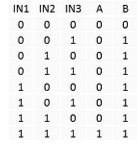 IN1 IN2 IN3 A B
0 0 0 0 0
0 0 1 0 1
0 1 0 0 1
0 1 1 0 1
1 0 0 0 1
1 0 1 0 1
1 1 0 0 1
1 1 1 1 1